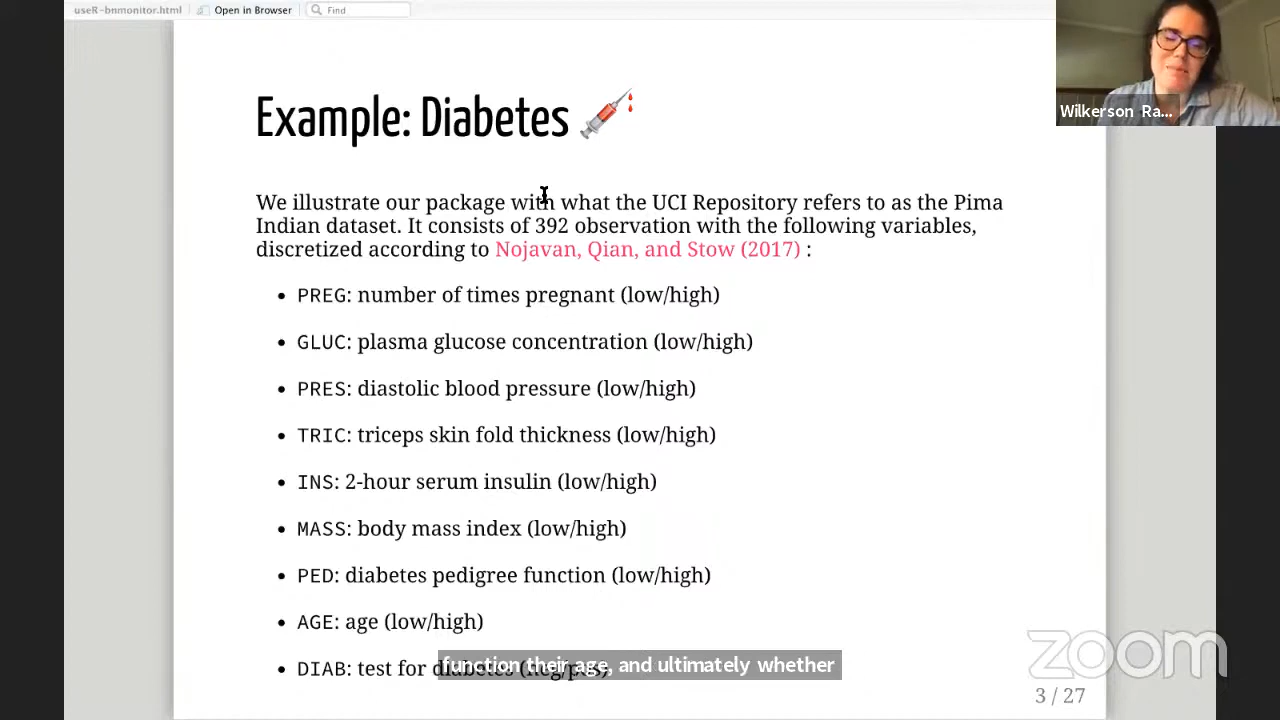 useR-bnmonitor.html
Open in Browser
Find
Wilkerson Ra...
Example: Diabetes
We illustrate our package with what the UCI Repository refers to as the Pima
Indian dataset. It consists of 392 observation with the following variables,
discretized according to Nojavan, Qian, and Stow (2017) :
• PREG: number of times pregnant (low/high)
• GLUC: plasma glucose concentration (low/high)
• PRES: diastolic blood pressure (low/high)
• TRIC: triceps skin fold thickness (low/high)
• INS: 2-hour serum insulin (low/high)
• MASS: body mass index (low/high)
• PED: diabetes pedigree function (low/high)
• AGE: age (low/high)
• DIAB: test for diabetes (neg/pos)
function their age, and ultimately whether
zoom
3 / 27